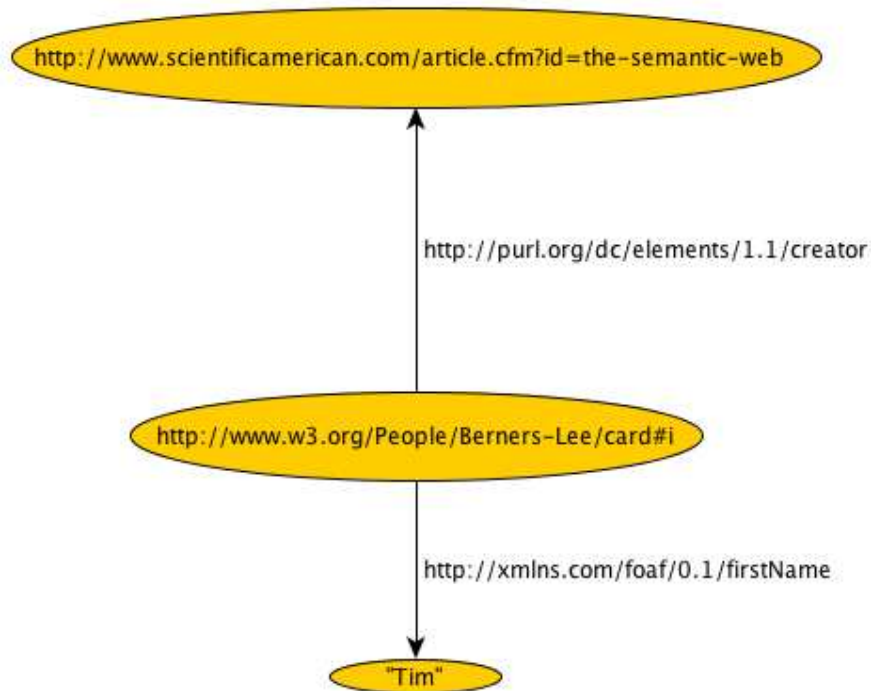 http://www.scientificamerican.com/article.cfm?id=the-semantic-web
http://purl.org/dc/elements/1.1/creator
http://www.w3.org/People/Berners-Lee/card#i
http://xmlns.com/foaf/0.1/firstName
"Tim"